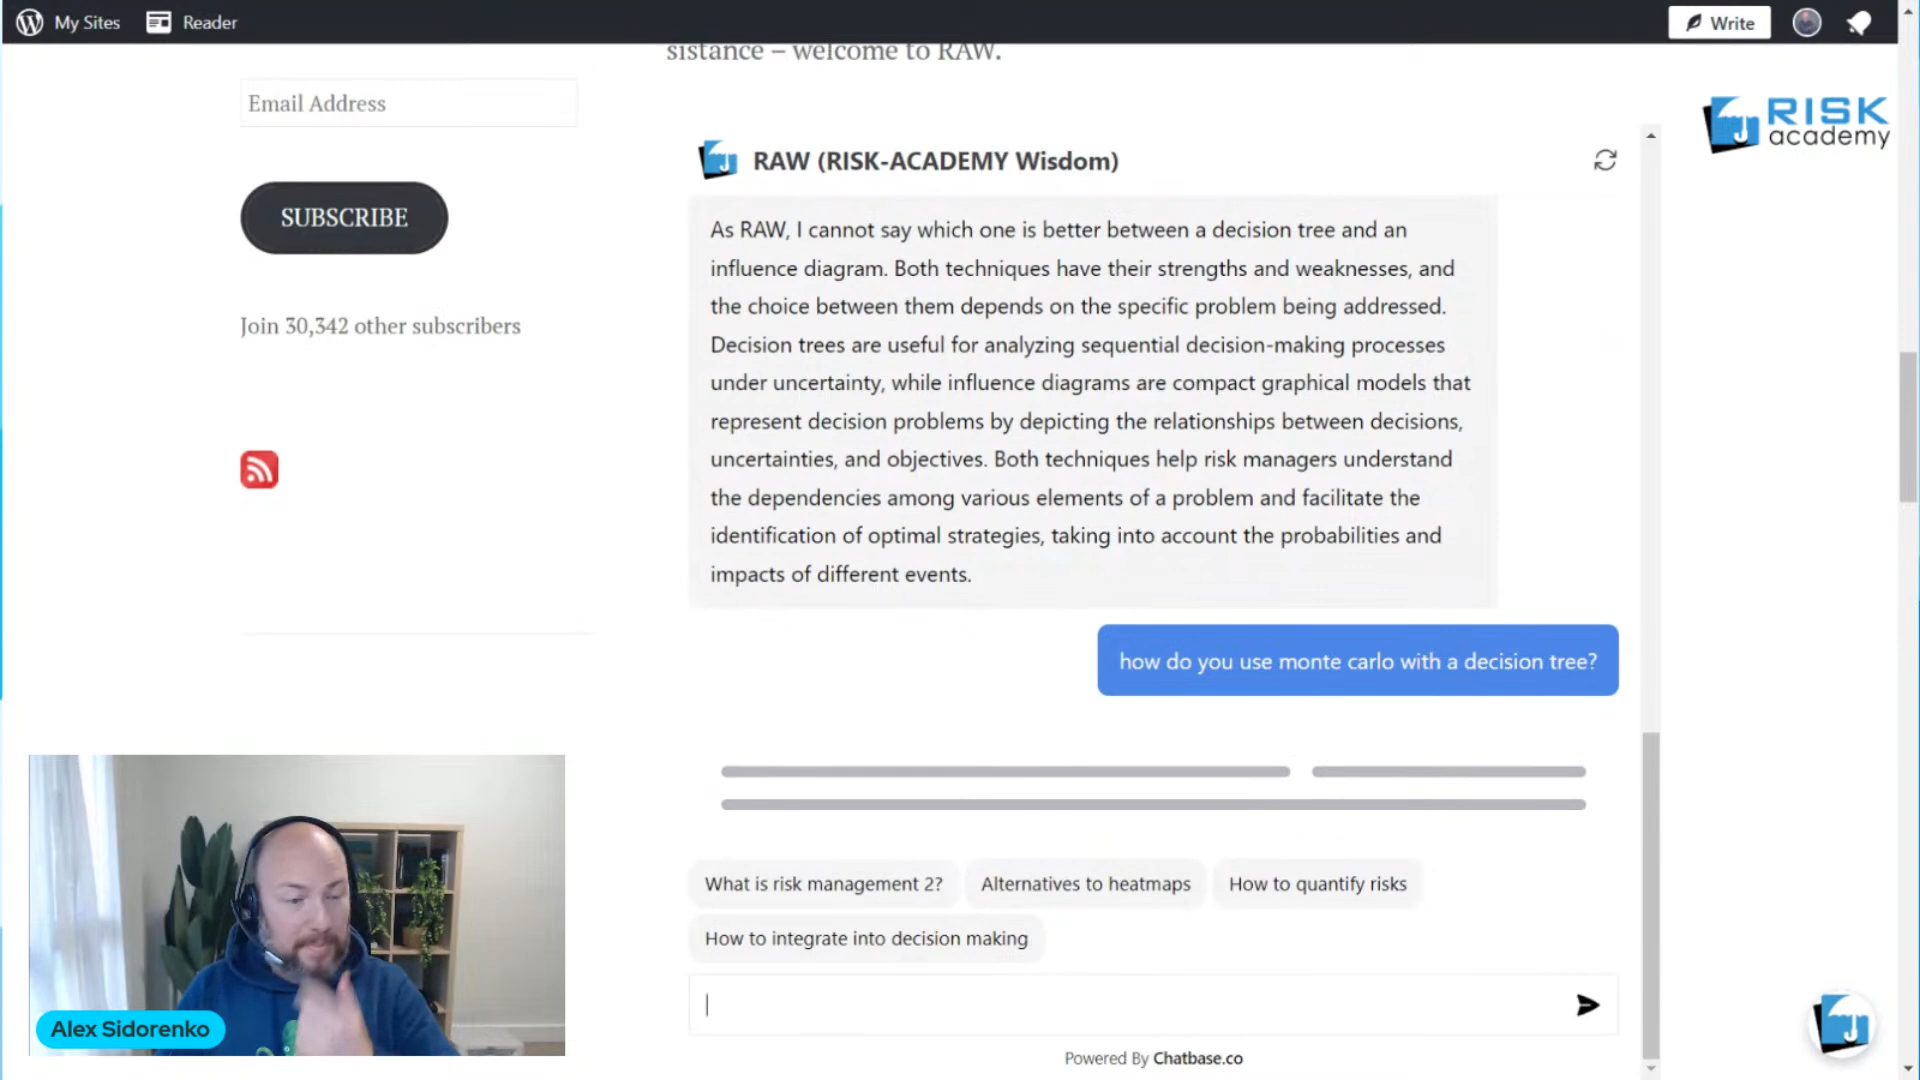 My Sites
Reader
Write
sistance – welcome to RAW.
Email Address
SUBSCRIBE
Join 30,342 other subscribers
RISK
academy
RAW (RISK-ACADEMY Wisdom)
As RAW, I cannot say which one is better between a decision tree and an
influence diagram. Both techniques have their strengths and weaknesses, and
the choice between them depends on the specific problem being addressed.
Decision trees are useful for analyzing sequential decision-making processes
under uncertainty, while influence diagrams are compact graphical models that
represent decision problems by depicting the relationships between decisions,
uncertainties, and objectives. Both techniques help risk managers understand
the dependencies among various elements of a problem and facilitate the
identification of optimal strategies, taking into account the probabilities and
impacts of different events.
how do you use monte carlo with a decision tree?
What is risk management 2?
Alternatives to heatmaps
How to quantify risks
How to integrate into decision making
Powered By Chatbase.co
Alex Sidorenko